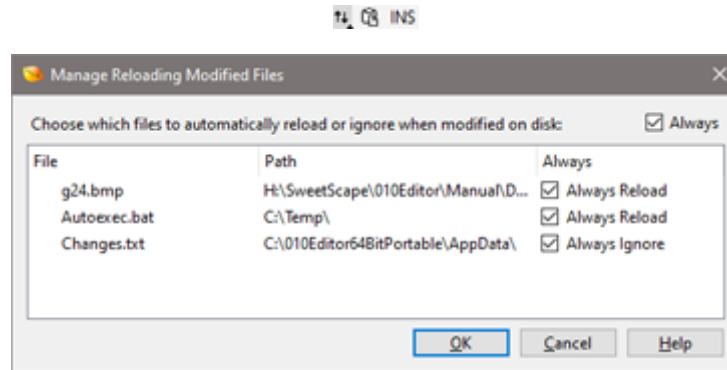 INS
Manage Reloading Modified Files
Choose which files to automatically reload or ignore when modified on disk: Always
File Path Always
g24.bmp H:\SweetScape\010Editor\Manual\D... Always Reload
Autoexec.bat C:\Temp\ Always Reload
Changes.txt C:\010Editor64BitPortable\AppData\ Always Ignore
OK Cancel Help